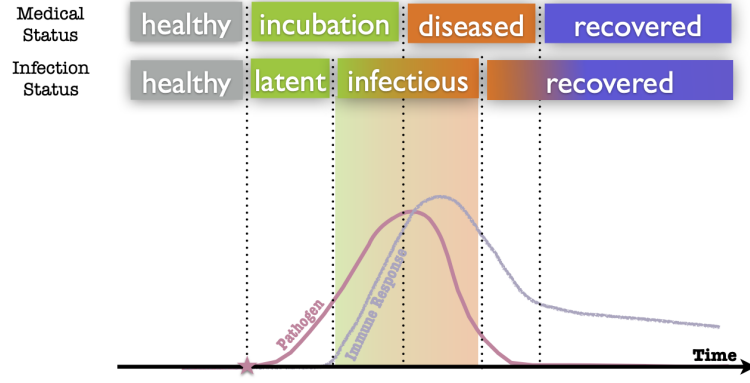 Medical
Status
healthy
incubation
diseased
recovered
Infection
Status
healthy
latent
infectious
recovered
Pathogen
Immune Response
Time